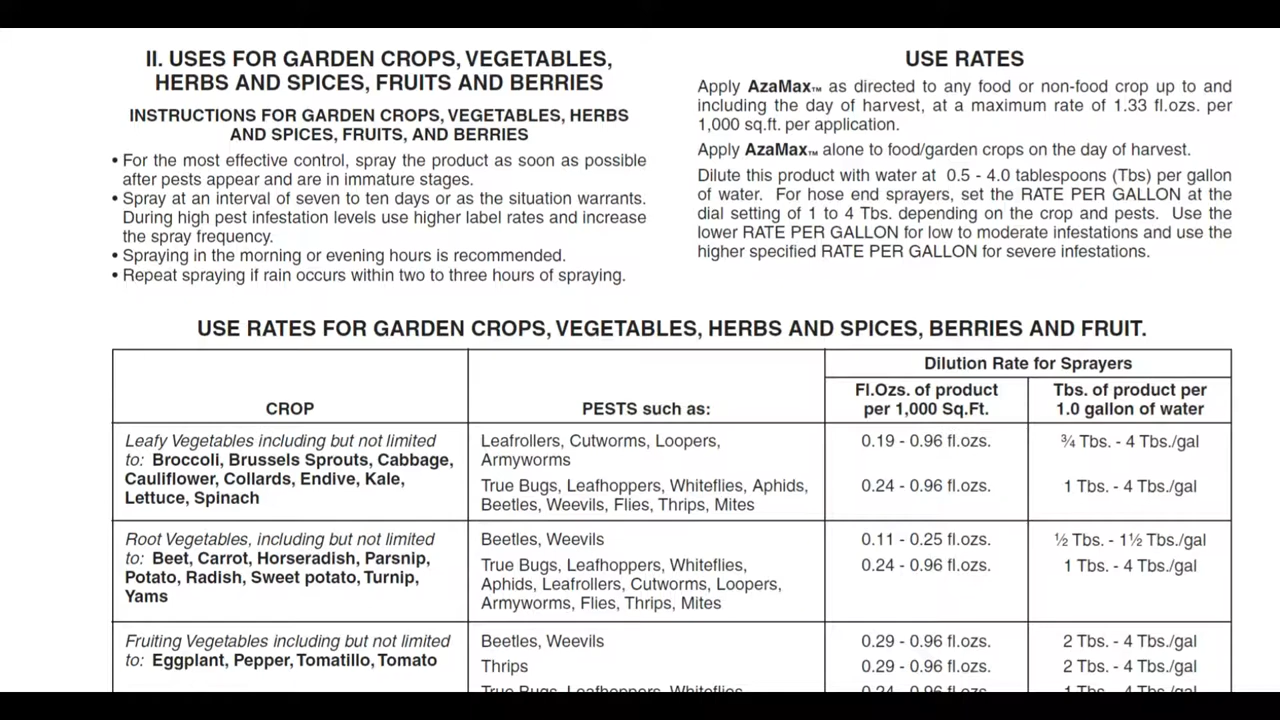 II. USES FOR GARDEN CROPS, VEGETABLES,
HERBS AND SPICES, FRUITS AND BERRIES
INSTRUCTIONS FOR GARDEN CROPS, VEGETABLES, HERBS
AND SPICES, FRUITS, AND BERRIES
• For the most effective control, spray the product as soon as possible
after pests appear and are in immature stages.
• Spray at an interval of seven to ten days or as the situation warrants.
During high pest infestation levels use higher label rates and increase
the spray frequency.
• Spraying in the morning or evening hours is recommended.
• Repeat spraying if rain occurs within two to three hours of spraying.
USE RATES
Apply AzaMax™ as directed to any food or non-food crop up to and
including the day of harvest, at a maximum rate of 1.33 fl.ozs. per
1,000 sq.ft. per application.
Apply AzaMax™ alone to food/garden crops on the day of harvest.
Dilute this product with water at 0.5 - 4.0 tablespoons (Tbs) per gallon
of water. For hose end sprayers, set the RATE PER GALLON at the
dial setting of 1 to 4 Tbs. depending on the crop and pests. Use the
lower RATE PER GALLON for low to moderate infestations and use the
higher specified RATE PER GALLON for severe infestations.
USE RATES FOR GARDEN CROPS, VEGETABLES, HERBS AND SPICES, BERRIES AND FRUIT.
Dilution Rate for Sprayers
CROP
PESTS such as:
Fl.Ozs. of product
per 1,000 Sq.Ft.
Tbs. of product per
1.0 gallon of water
Leafy Vegetables including but not limited
to: Broccoli, Brussels Sprouts, Cabbage,
Cauliflower, Collards, Endive, Kale,
Lettuce, Spinach
Leafrollers, Cutworms, Loopers,
Armyworms
0.19 - 0.96 fl.ozs.
¾ Tbs. - 4 Tbs./gal
True Bugs, Leafhoppers, Whiteflies, Aphids,
Beetles, Weevils, Flies, Thrips, Mites
0.24 - 0.96 fl.ozs.
1 Tbs. - 4 Tbs./gal
Root Vegetables, including but not limited
to: Beet, Carrot, Horseradish, Parsnip,
Potato, Radish, Sweet potato, Turnip,
Yams
Beetles, Weevils
0.11 - 0.25 fl.ozs.
½ Tbs. - 1½ Tbs./gal
True Bugs, Leafhoppers, Whiteflies,
Aphids, Leafrollers, Cutworms, Loopers,
Armyworms, Flies, Thrips, Mites
0.24 - 0.96 fl.ozs.
1 Tbs. - 4 Tbs./gal
Fruiting Vegetables including but not limited
to: Eggplant, Pepper, Tomatillo, Tomato
Beetles, Weevils
0.29 - 0.96 fl.ozs.
2 Tbs. - 4 Tbs./gal
Thrips
0.29 - 0.96 fl.ozs.
2 Tbs. - 4 Tbs./gal
True Bugs, Leafhoppers, Whiteflies,
0.24 - 0.96 fl.ozs.
1 Tbs. - 4 Tbs./gal